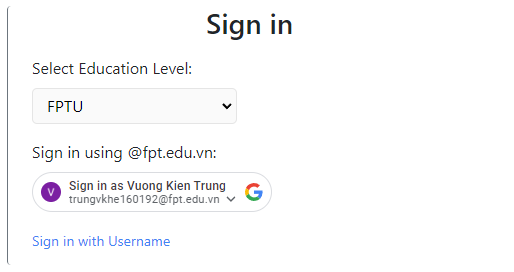 Sign in
Select Education Level:
FPTU
Sign in using @fpt.edu.vn:
V
Sign in as Vuong Kien Trung
trungvkhe160192@fpt.edu.vn
Sign in with Username